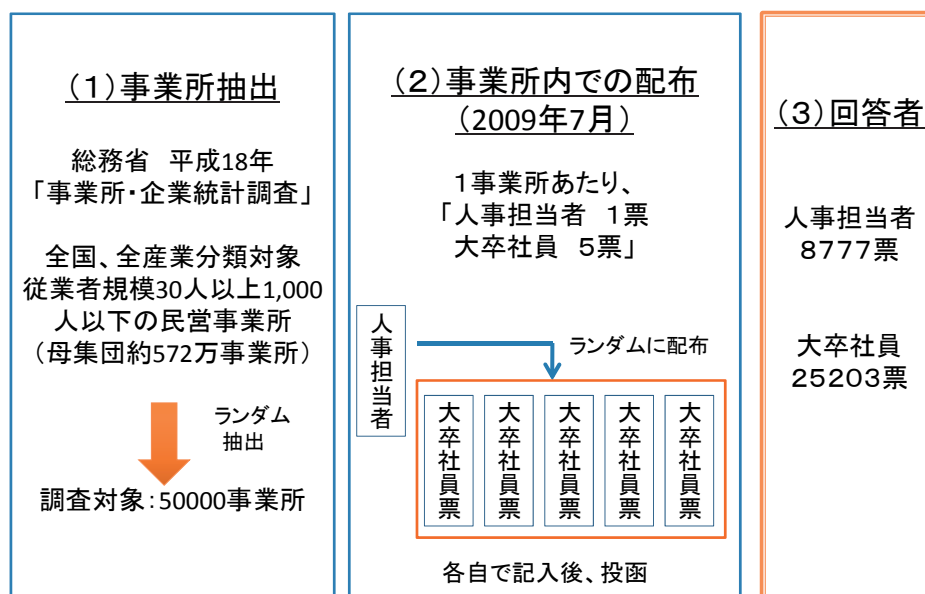 (1)事業所抽出
総務省　平成18年
「事業所・企業統計調査」
全国、全産業分類対象
従業者規模30人以上1,000
人以下の民営事業所
(母集団約572万事業所)
ランダム
抽出
調査対象:50000事業所
(2)事業所内での配布
(2009年7月)
1事業所あたり、
「人事担当者　1票
大卒社員　5票」
人事担当者
ランダムに配布
大卒社員票
大卒社員票
大卒社員票
大卒社員票
大卒社員票
各自で記入後、投函
(3)回答者
人事担当者
8777票
大卒社員
25203票